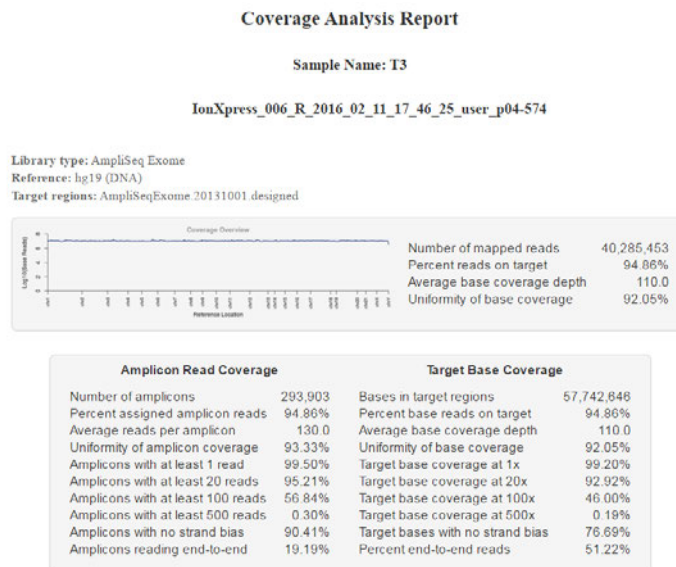 Coverage Analysis Report
Sample Name: T3
IonXpress_006_R_2016_02_11_17_46_25_user_p04-574
Library type: AmpliSeq Exome
Reference: hg19 (DNA)
Target regions: AmpliSeqExome.20131001.designed
Coverage Overview
Log10(Base Reads)
0 2 4 6 8
Reference Location
Number of mapped reads 40,285,453
Percent reads on target 94.86%
Average base coverage depth 110.0
Uniformity of base coverage 92.05%
Amplicon Read Coverage
Number of amplicons 293,903
Percent assigned amplicon reads 94.86%
Average reads per amplicon 130.0
Uniformity of amplicon coverage 93.33%
Amplicons with at least 1 read 99.50%
Amplicons with at least 20 reads 95.21%
Amplicons with at least 100 reads 56.84%
Amplicons with at least 500 reads 0.30%
Amplicons with no strand bias 90.41%
Amplicons reading end-to-end 19.19%
Target Base Coverage
Bases in target regions 57,742,646
Percent base reads on target 94.86%
Average base coverage depth 110.0
Uniformity of base coverage 92.05%
Target base coverage at 1x 99.20%
Target base coverage at 20x 92.92%
Target base coverage at 100x 46.00%
Target base coverage at 500x 0.19%
Target bases with no strand bias 76.69%
Percent end-to-end reads 51.22%